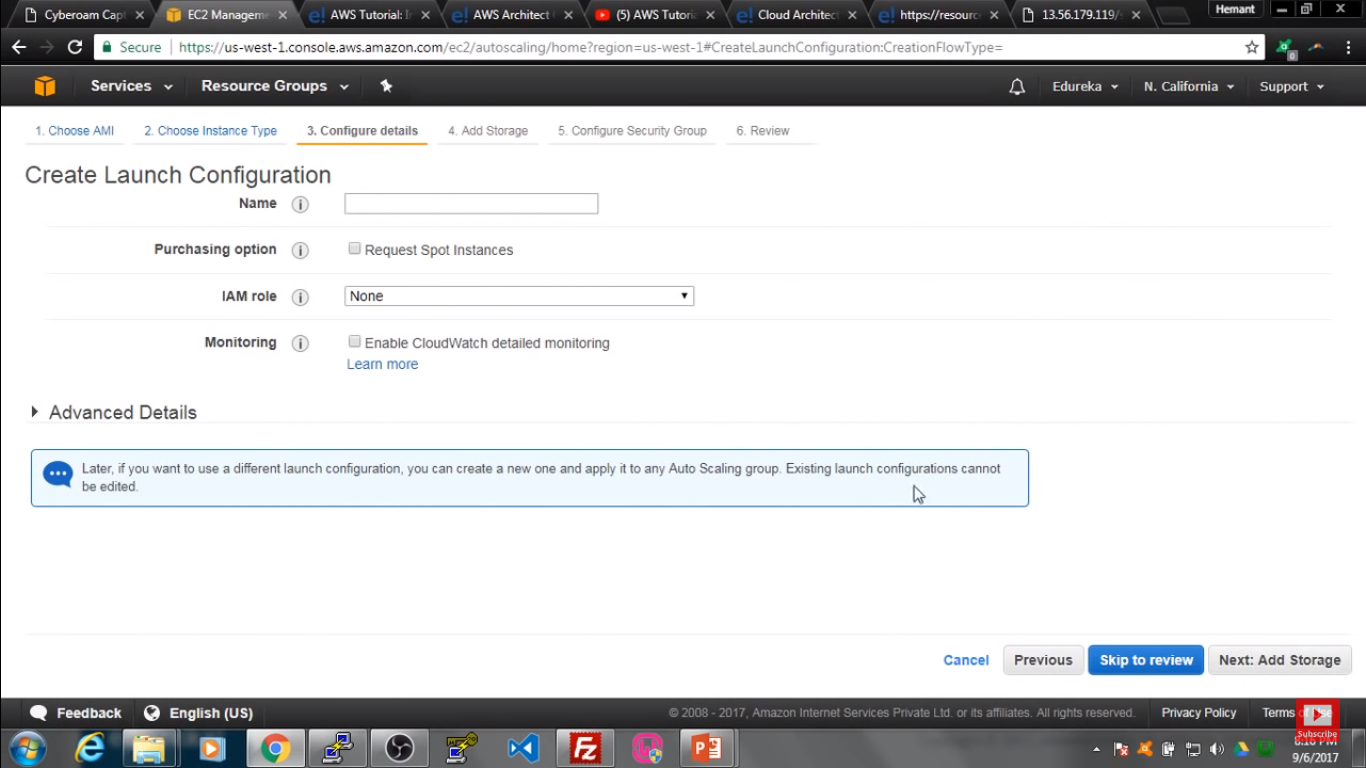 Cyberoam Capt
EC2 Manageme
AWS Tutorial: I
AWS Architect
(5) AWS Tutoria
Cloud Architect
https://resourc
13.56.179.119/
Hemant
Secure
https://us-west-1.console.aws.amazon.com/ec2/autoscaling/home?region=us-west-1#CreateLaunchConfiguration:CreationFlowType=
0
Services
Resource Groups
Edureka
N. California
Support
1. Choose AMI
2. Choose Instance Type
3. Configure details
4. Add Storage
5. Configure Security Group
6. Review
Create Launch Configuration
Name
Purchasing option
Request Spot Instances
IAM role
None
Monitoring
Enable CloudWatch detailed monitoring
Learn more
Advanced Details
Later, if you want to use a different launch configuration, you can create a new one and apply it to any Auto Scaling group. Existing launch configurations cannot
be edited.
Cancel
Previous
Skip to review
Next: Add Storage
Feedback
English (US)
© 2008 - 2017, Amazon Internet Services Private Ltd. or its affiliates. All rights reserved.
Privacy Policy
Terms
Subscribe
9/6/2017